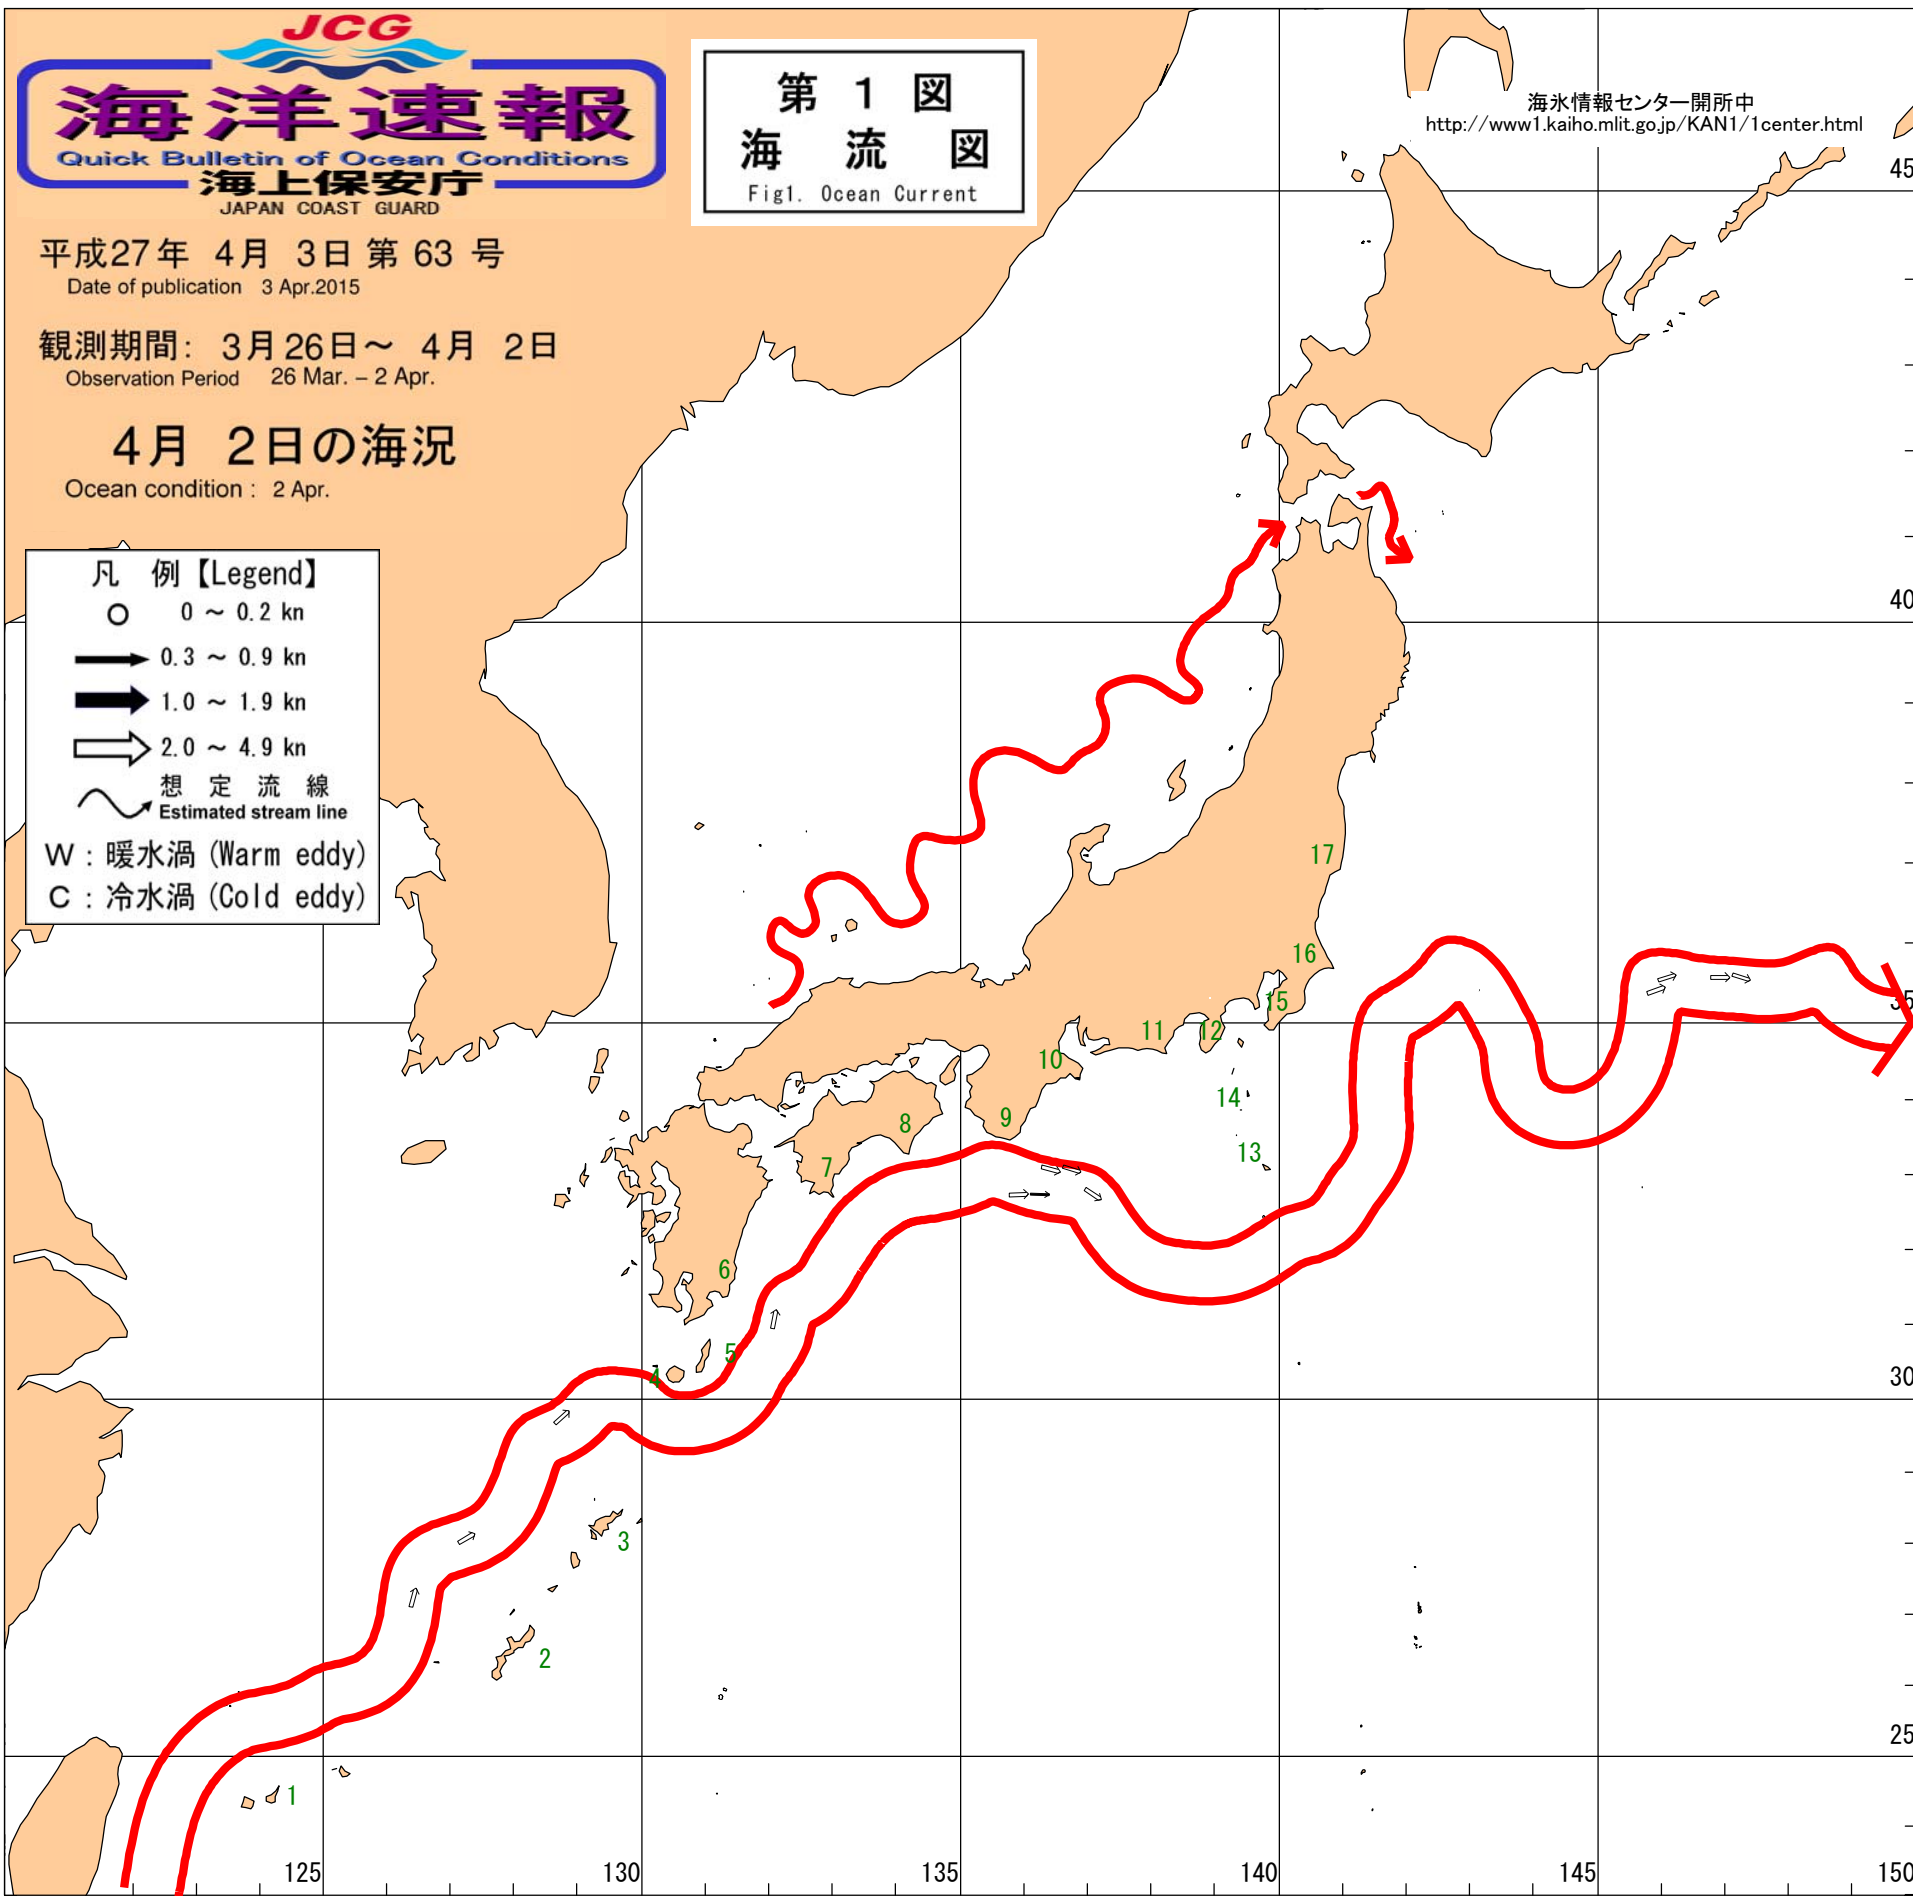 JCG
海洋速報
Quick Bulletin of Ocean Conditions
海上保安庁
JAPAN COAST GUARD
第 1 図
海 流 図
Fig1. Ocean Current
海氷情報センター開所中
http://www1.kaiho.mlit.go.jp/KAN1/1center.html
平成27年 4月 3日 第 63 号
Date of publication 3 Apr.2015
観測期間: 3月26日～ 4月 2日
Observation Period 26 Mar. – 2 Apr.
4月 2日の海況
Ocean condition : 2 Apr.
凡 例【Legend】
0 ～ 0.2 kn
0.3 ～ 0.9 kn
1.0 ～ 1.9 kn
2.0 ～ 4.9 kn
想 定 流 線
Estimated stream line
W : 暖水渦 (Warm eddy)
C : 冷水渦 (Cold eddy)
45
40
35
30
25
17
16
15
12
11
10
14
13
9
8
7
6
5
4
3
2
1
125
130
135
140
145
150